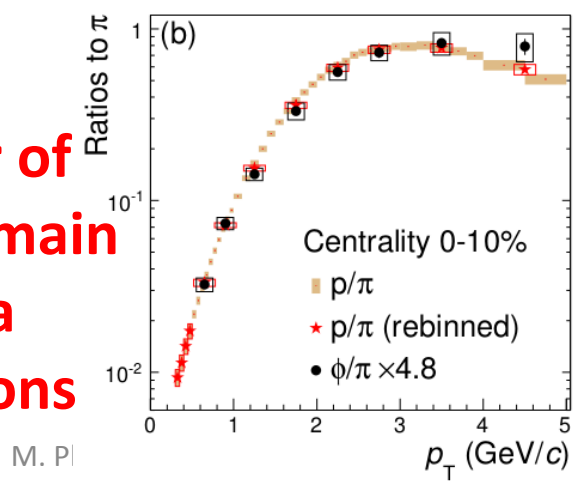 (b)
Ratios to π
1
10⁻¹
10⁻²
Centrality 0-10%
p/π
p/π (rebinned)
ϕ/π ×4.8
0 1 2 3 4 5
p_T (GeV/c)
of
main
a
ons
M. P